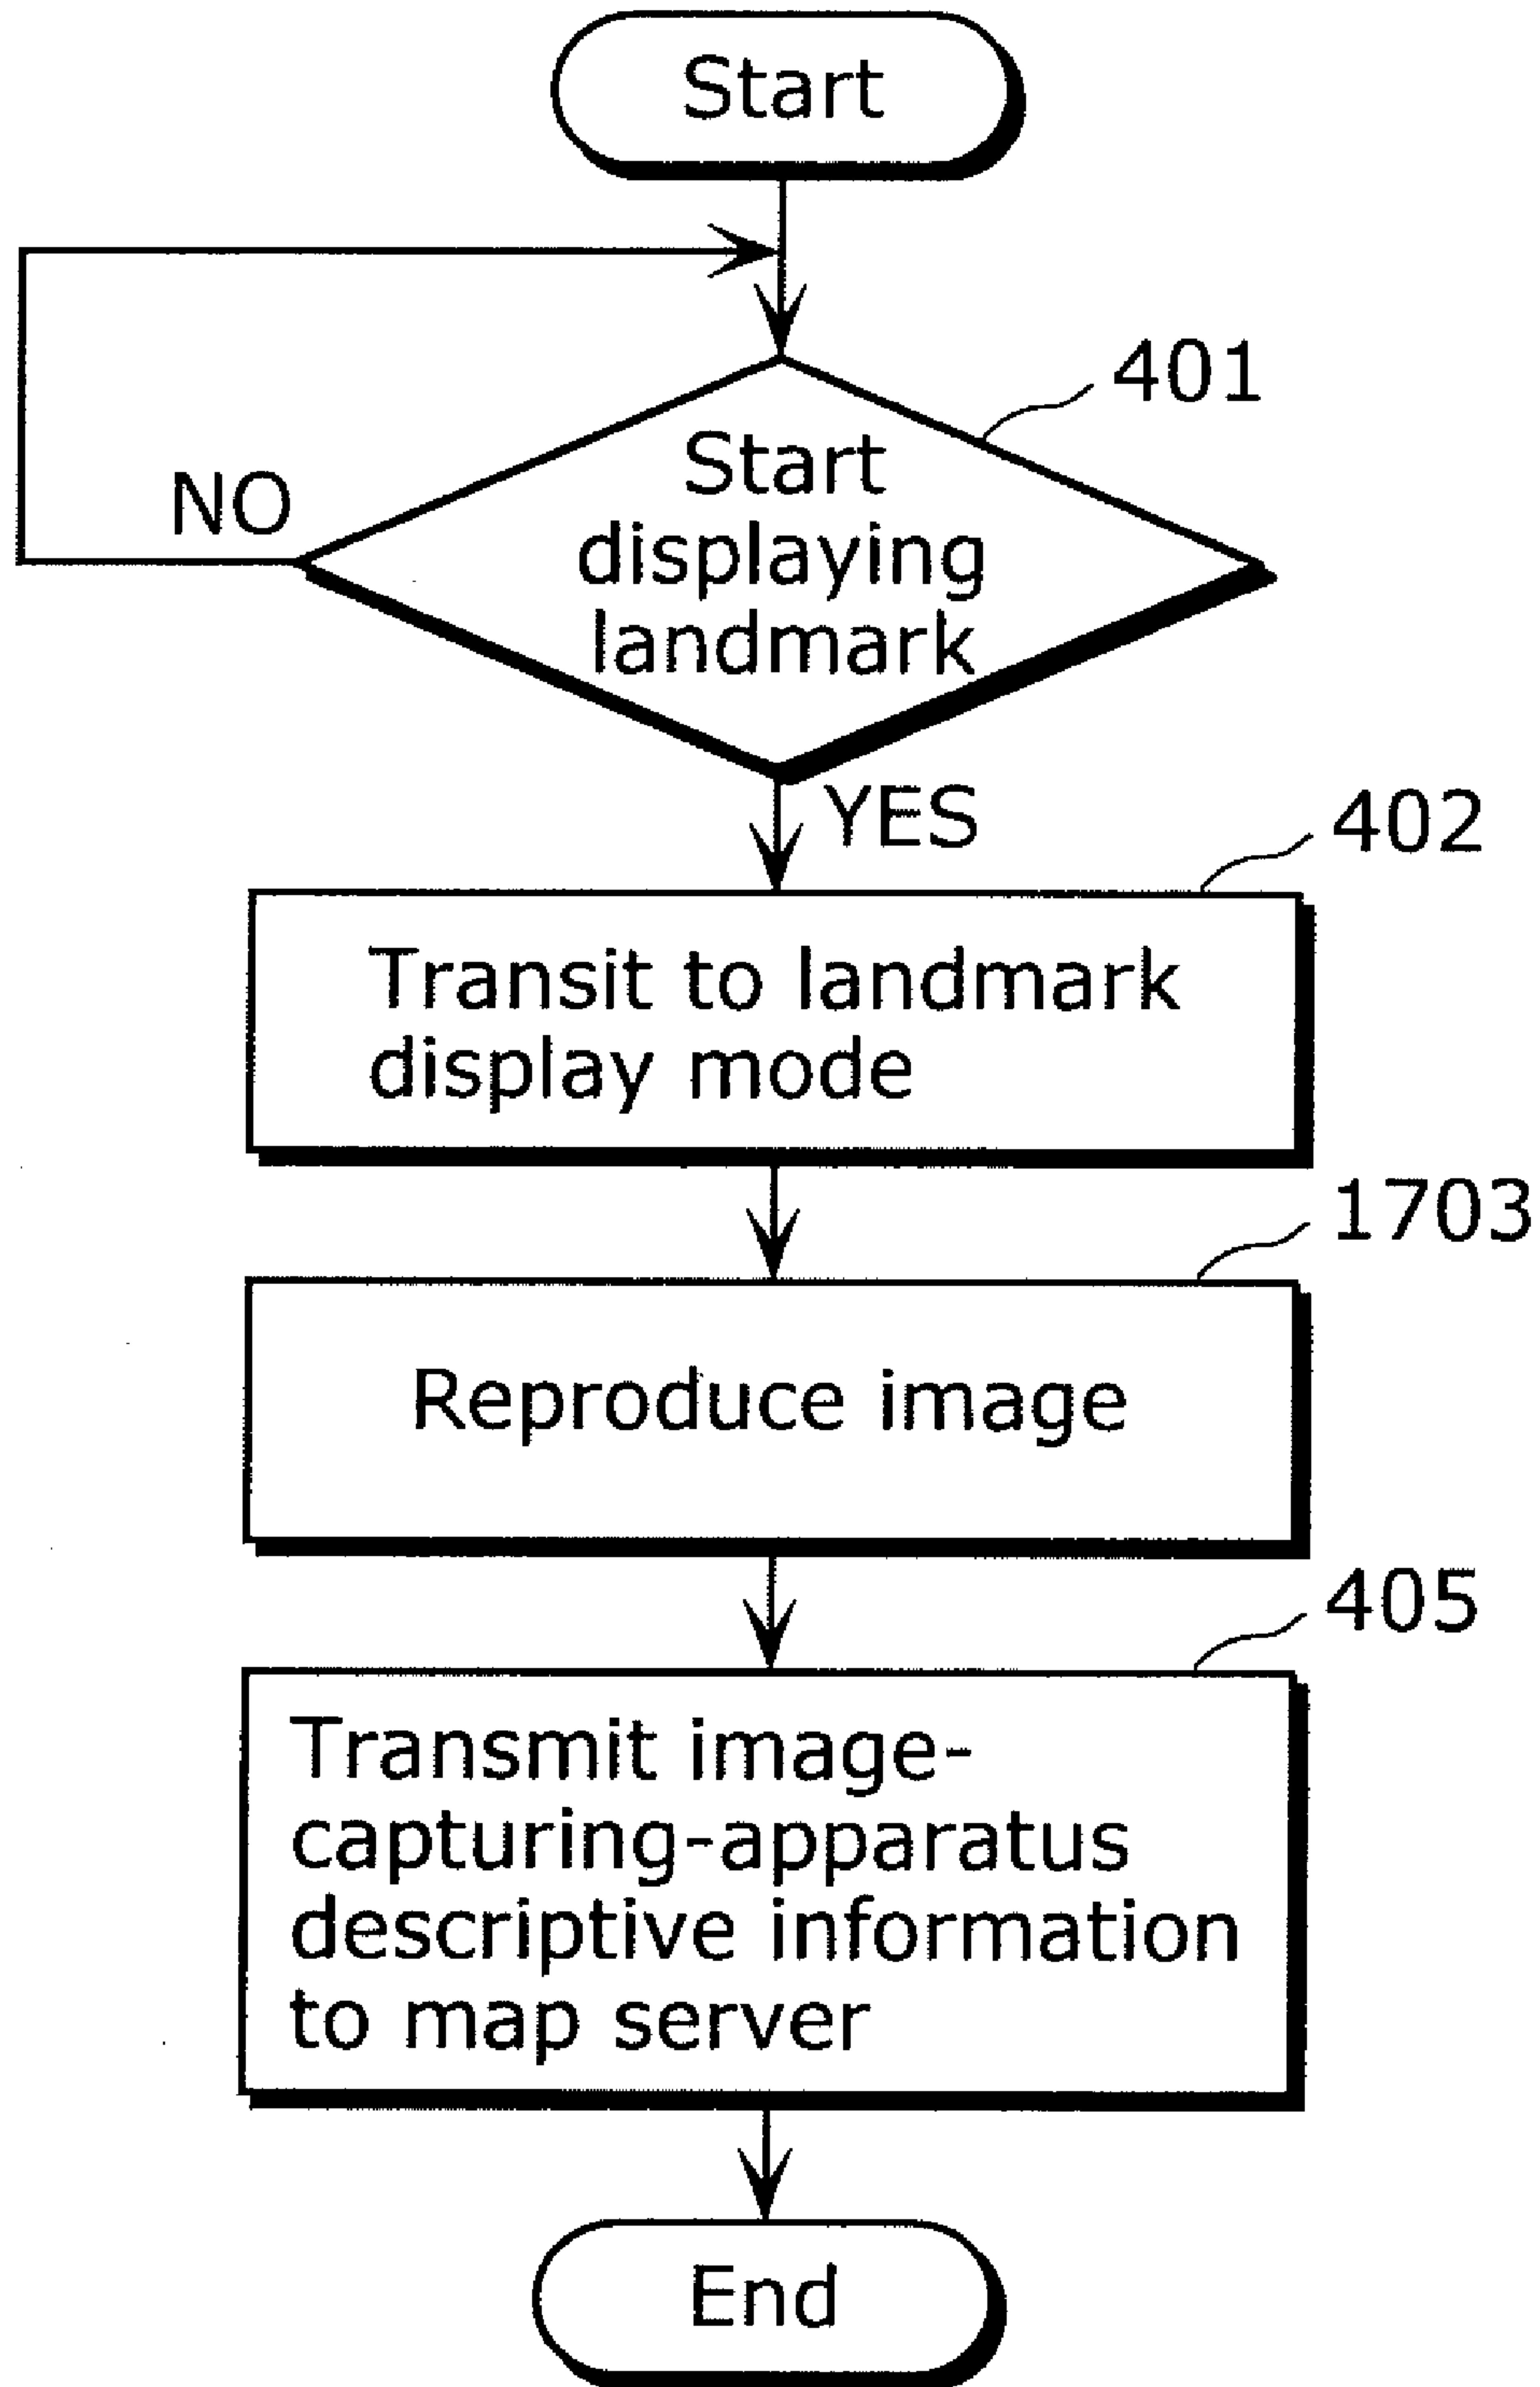 Start
401
Start
displaying
landmark
NO
YES
402
Transit to landmark
display mode
1703
Reproduce image
405
Transmit image-
capturing-apparatus
descriptive information
to map server
End